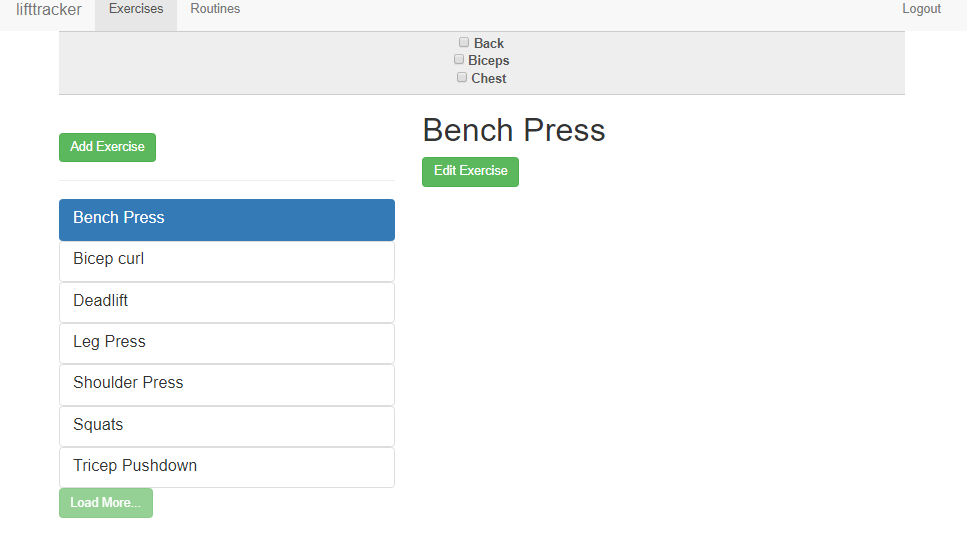 lifttracker Exercises Routines Logout
Back
Biceps
Chest
Add Exercise
Bench Press
Bicep curl
Deadlift
Leg Press
Shoulder Press
Squats
Tricep Pushdown
Load More...
Bench Press
Edit Exercise